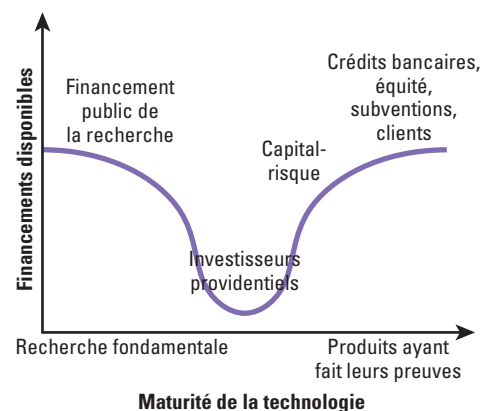 Financements disponibles
Financement
public de
la recherche
Crédits bancaires,
équité,
subventions,
clients
Capital-
risque
Investisseurs
providentiels
Recherche fondamentale
Produits ayant
fait leurs preuves
Maturité de la technologie